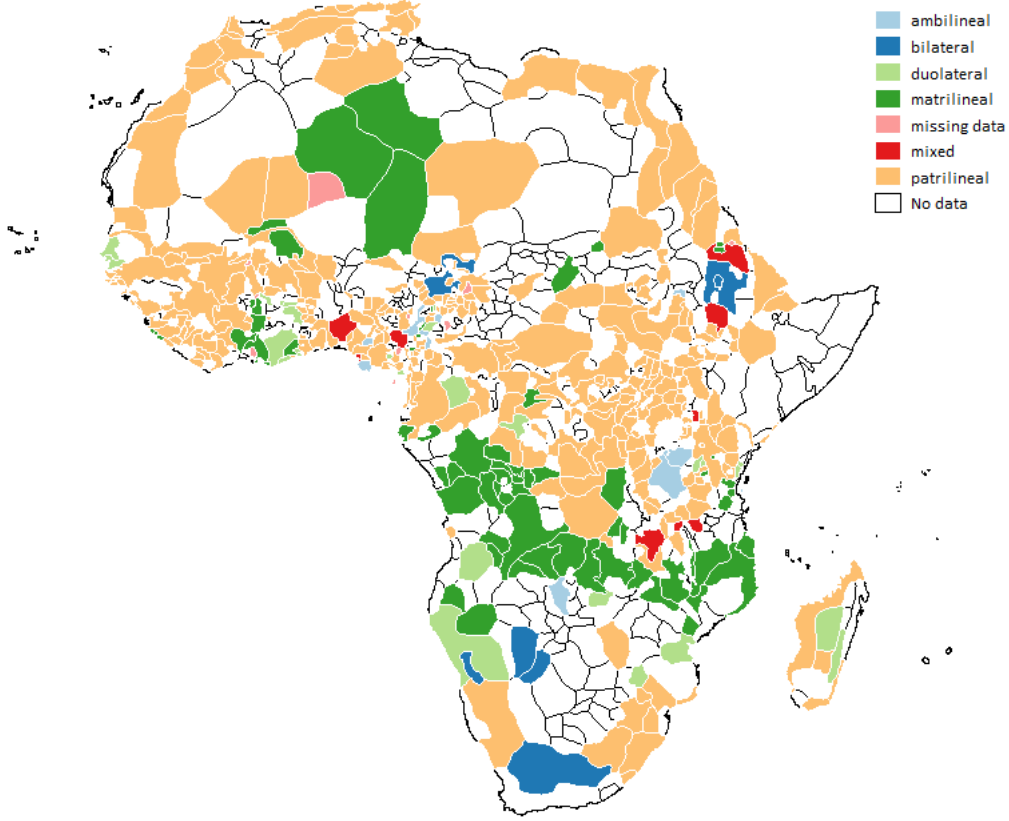 ambilineal
bilateral
duolateral
matrilineal
missing data
mixed
patrilineal
No data